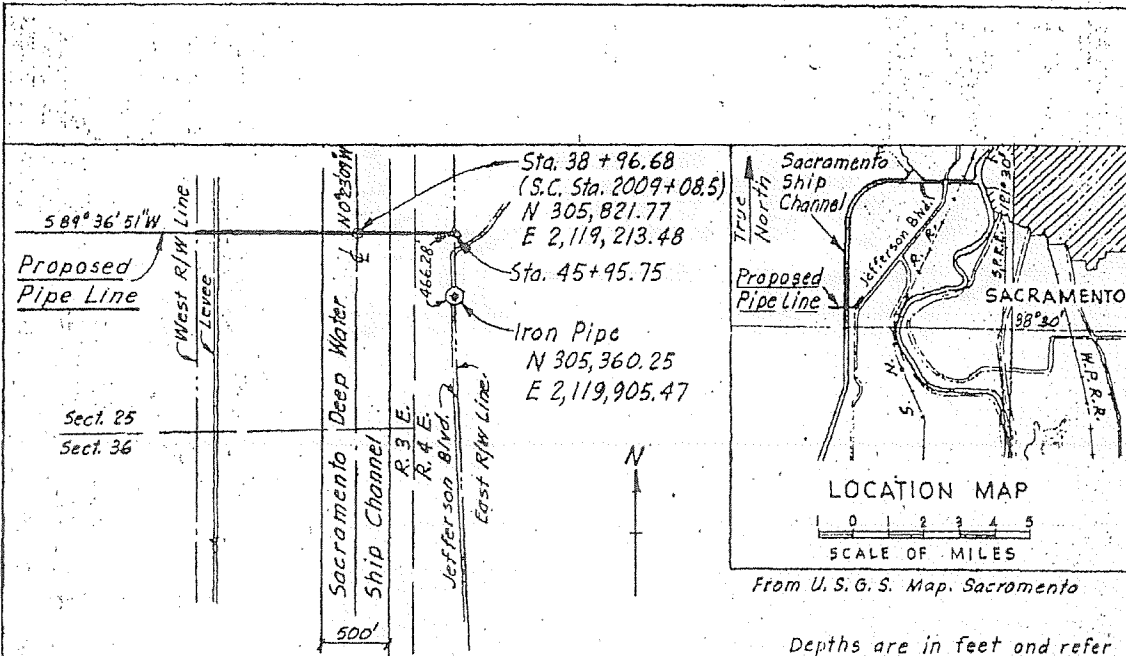 S 89° 36' 51" W
Proposed
Pipe Line
West R/W Line
Levee
Sect. 25
Sect. 36
Sacramento Deep Water
Ship Channel
500'
R. 3 E.
R. 4 E.
Jefferson Blvd.
East R/W Line
466.28'
Sta. 38 + 96.68
(S.C. Sta. 2009+08.5)
N 305,821.77
E 2,119,213.48
Sta. 45+95.75
Iron Pipe
N 305,360.25
E 2,119,905.47
N
True
North
Sacramento
Ship
Channel
Jefferson Blvd.
R. R.
Proposed
Pipe Line
S. N.
S.P.R.R.
121° 30'
SACRAMENTO
38° 30'
W. P. R. R.
LOCATION MAP
1 0 1 2 3 4 5
SCALE OF MILES
From U.S.G.S. Map. Sacramento
Depths are in feet and refer